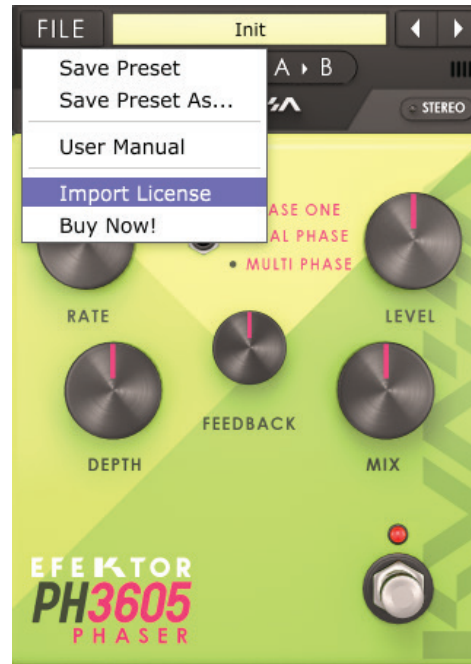 FILE
Init
Save Preset
Save Preset As...
A ▸ B
STEREO
User Manual
Import License
Buy Now!
ASE ONE
AL PHASE
• MULTI PHASE
RATE
LEVEL
FEEDBACK
DEPTH
MIX
EFEKTOR
PH3605
PHASER